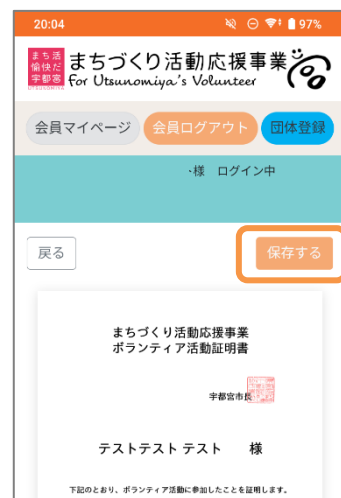 20:04
97%
まち活
愉快だ
宇都宮
UTSUNOMIYA
まちづくり活動応援事業
For Utsunomiya's Volunteer
会員マイページ
会員ログアウト
団体登録
・様 ログイン中
戻る
保存する
まちづくり活動応援事業
ボランティア活動証明書
宇都宮市長
テストテスト テスト 様
下記のとおり、ボランティア活動に参加したことを証明します。